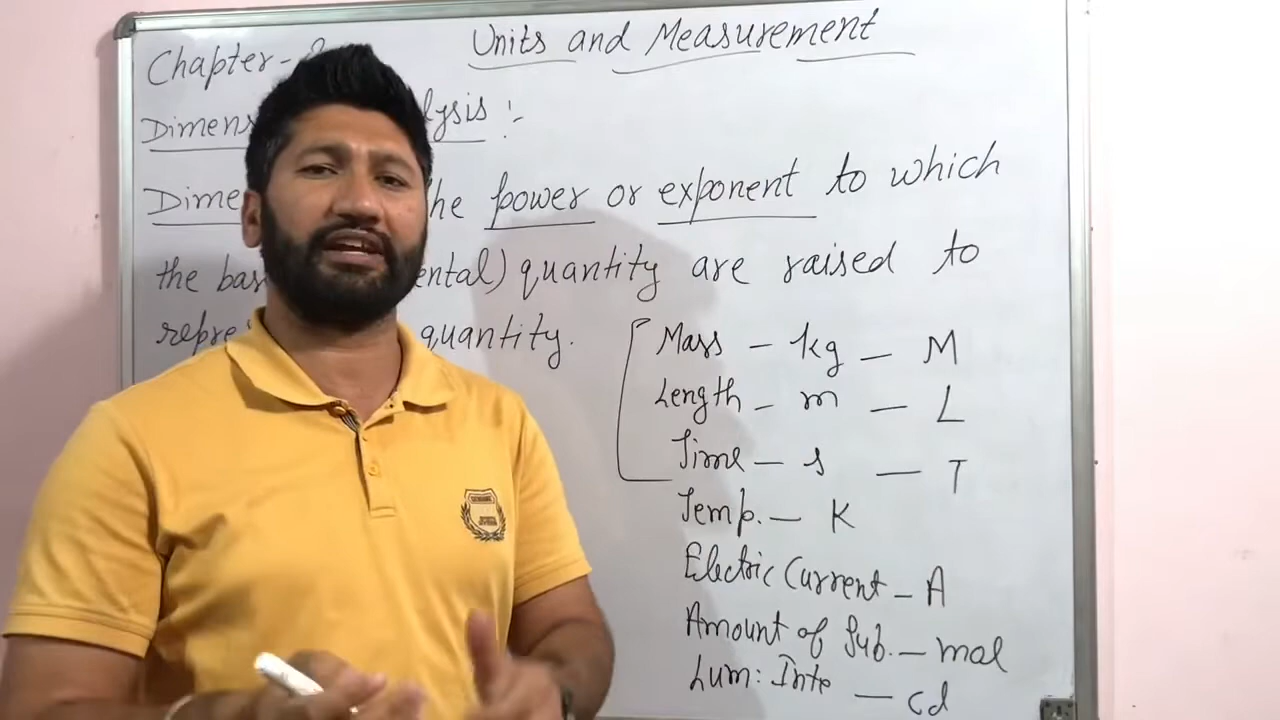 Chapter- Units and Measurement
Dimens lysis :-
Dime he power or exponent to which
the bas ental) quantity are raised to
repre quantity.
Mass - kg - M
Length - m - L
Time - s - T
Temp. - K
Electric Current - A
Amount of Sub. - mol
Lum: Inte - cd